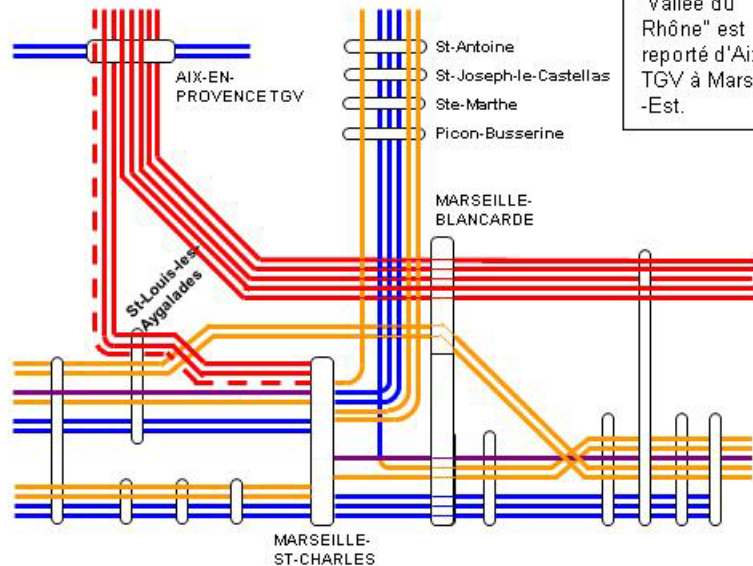 "Vallée du
Rhône" est
reporté d'Aix
TGV à Mars
-Est.
St-Antoine
St-Joseph-le-Castellas
Ste-Marthe
Picon-Busserine
AIX-EN-
PROVENCE TGV
MARSEILLE-
BLANCARDE
St-Louis-les-
Aygalades
MARSEILLE-
ST-CHARLES